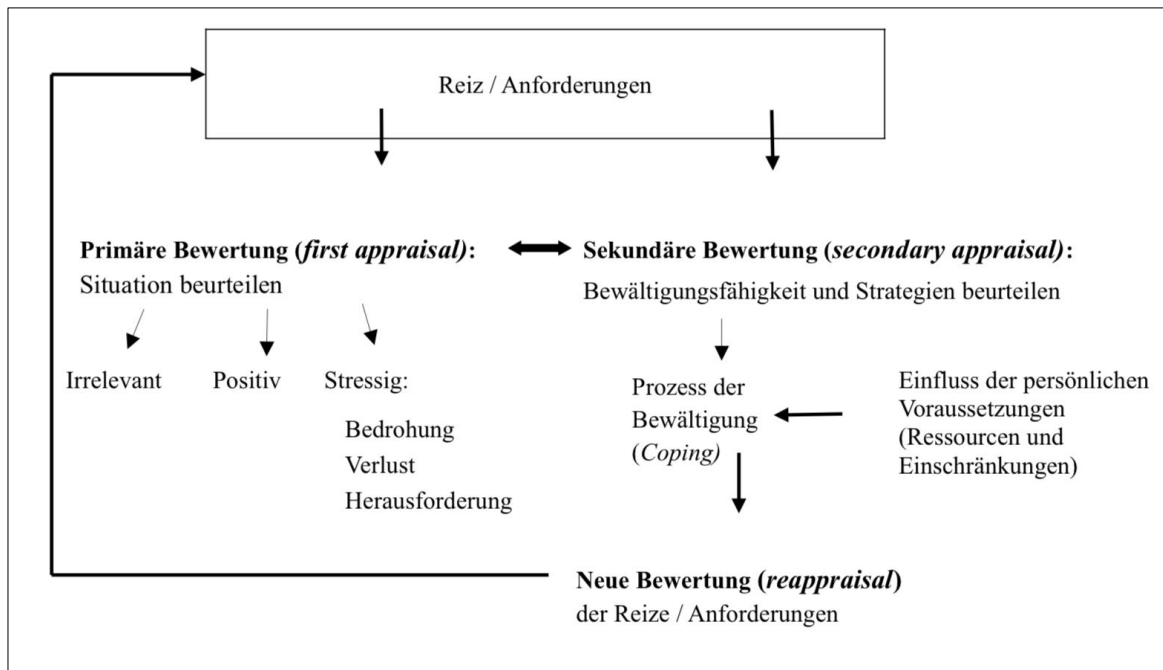 Reiz / Anforderungen
Primäre Bewertung (first appraisal):
Situation beurteilen
Sekundäre Bewertung (secondary appraisal):
Bewältigungsfähigkeit und Strategien beurteilen
Irrelevant
Positiv
Stressig:
Bedrohung
Verlust
Herausforderung
Prozess der
Bewältigung
(Coping)
Einfluss der persönlichen
Voraussetzungen
(Ressourcen und
Einschränkungen)
Neue Bewertung (reappraisal)
der Reize / Anforderungen